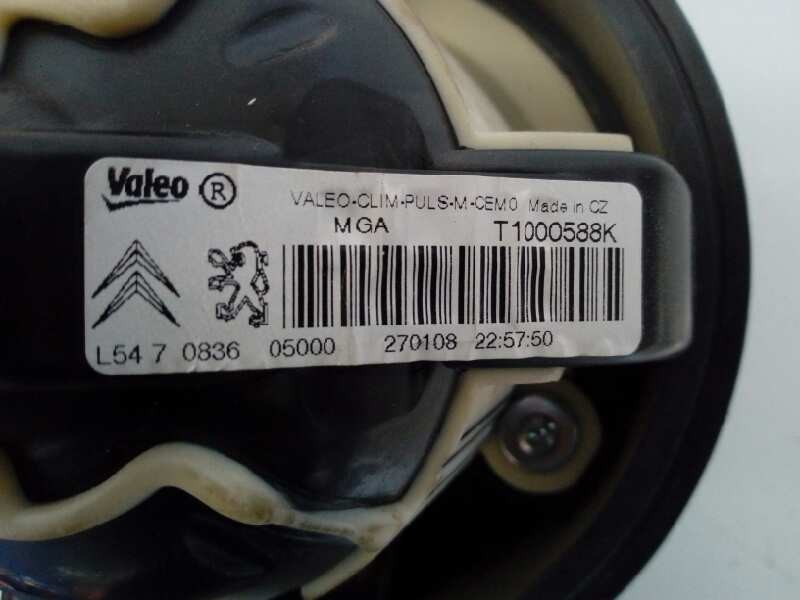 Valeo ®
VALEO-CLIM-PULS-M-CEM0 Made in CZ
MGA T1000588K
L54 7 0836 05000 270108 22:57:50